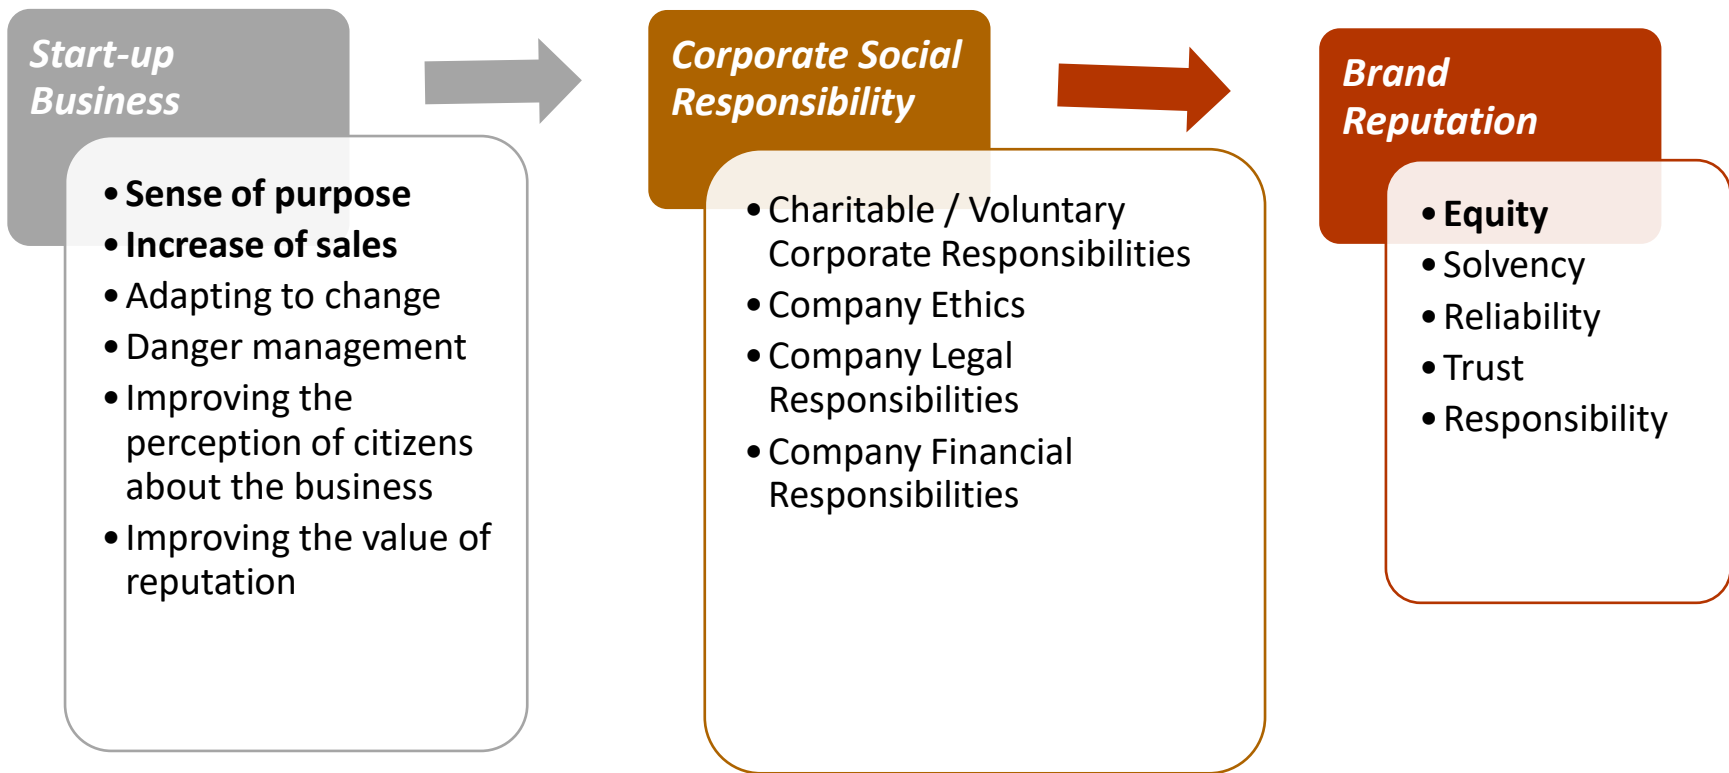 Start-up
Business
• Sense of purpose
• Increase of sales
• Adapting to change
• Danger management
• Improving the
perception of citizens
about the business
• Improving the value of
reputation
Corporate Social
Responsibility
• Charitable / Voluntary
Corporate Responsibilities
• Company Ethics
• Company Legal
Responsibilities
• Company Financial
Responsibilities
Brand
Reputation
• Equity
• Solvency
• Reliability
• Trust
• Responsibility